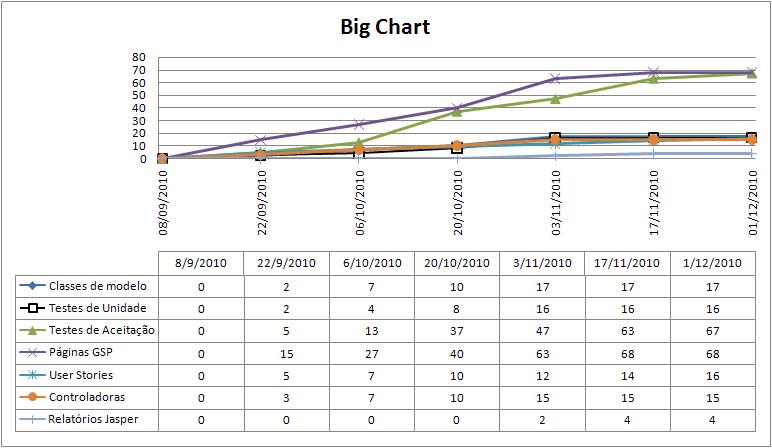 Big Chart
80
70
60
50
40
30
20
10
0
08/09/2010
22/09/2010
06/10/2010
20/10/2010
03/11/2010
17/11/2010
01/12/2010
8/9/2010 22/9/2010 6/10/2010 20/10/2010 3/11/2010 17/11/2010 1/12/2010
Classes de modelo 0 2 7 10 17 17 17
Testes de Unidade 0 2 4 8 16 16 16
Testes de Aceitação 0 5 13 37 47 63 67
Páginas GSP 0 15 27 40 63 68 68
User Stories 0 5 7 10 12 14 16
Controladoras 0 3 7 10 15 15 15
Relatórios Jasper 0 0 0 0 2 4 4